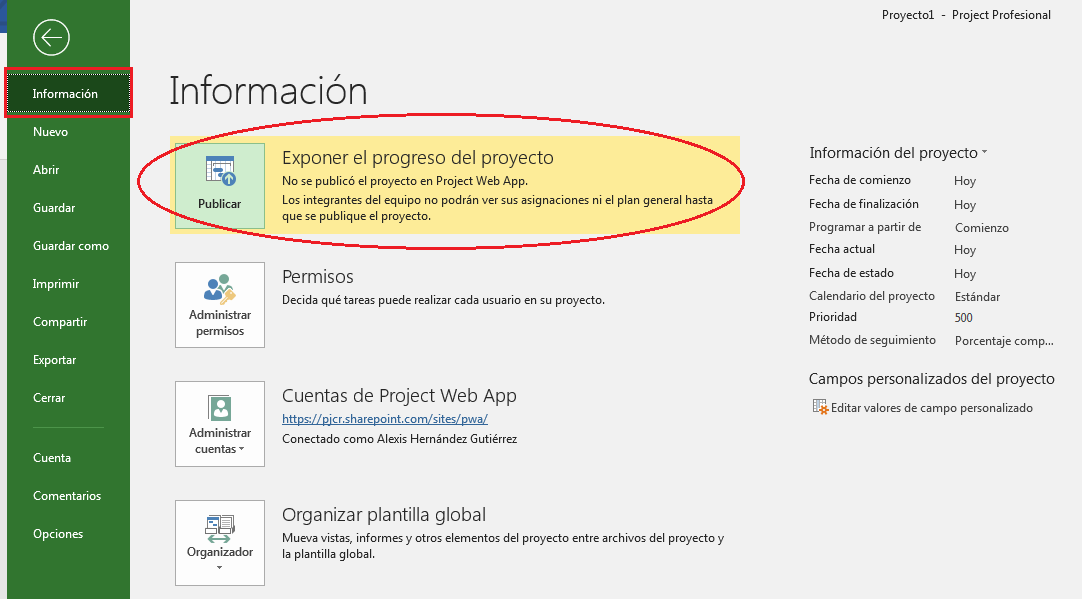 Proyecto1 - Project Profesional
Información
Nuevo
Abrir
Guardar
Guardar como
Imprimir
Compartir
Exportar
Cerrar
Cuenta
Comentarios
Opciones
Información
Publicar
Exponer el progreso del proyecto
No se publicó el proyecto en Project Web App.
Los integrantes del equipo no podrán ver sus asignaciones ni el plan general hasta
que se publique el proyecto.
Administrar
permisos
Permisos
Decida qué tareas puede realizar cada usuario en su proyecto.
Administrar
cuentas
Cuentas de Project Web App
https://pjcr.sharepoint.com/sites/pwa/
Conectado como Alexis Hernández Gutiérrez
Organizador
Organizar plantilla global
Mueva vistas, informes y otros elementos del proyecto entre archivos del proyecto y
la plantilla global.
Información del proyecto
Fecha de comienzo Hoy
Fecha de finalización Hoy
Programar a partir de Comienzo
Fecha actual Hoy
Fecha de estado Hoy
Calendario del proyecto Estándar
Prioridad 500
Método de seguimiento Porcentaje comp...
Campos personalizados del proyecto
Editar valores de campo personalizado